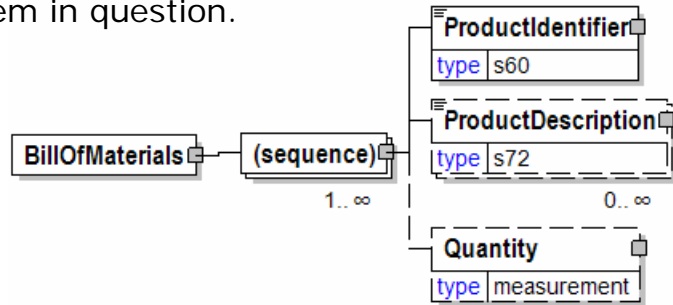 em in question.
ProductIdentifier
type s60
ProductDescription
type s72
0.. ∞
BillOfMaterials
(sequence)
1.. ∞
Quantity
type measurement